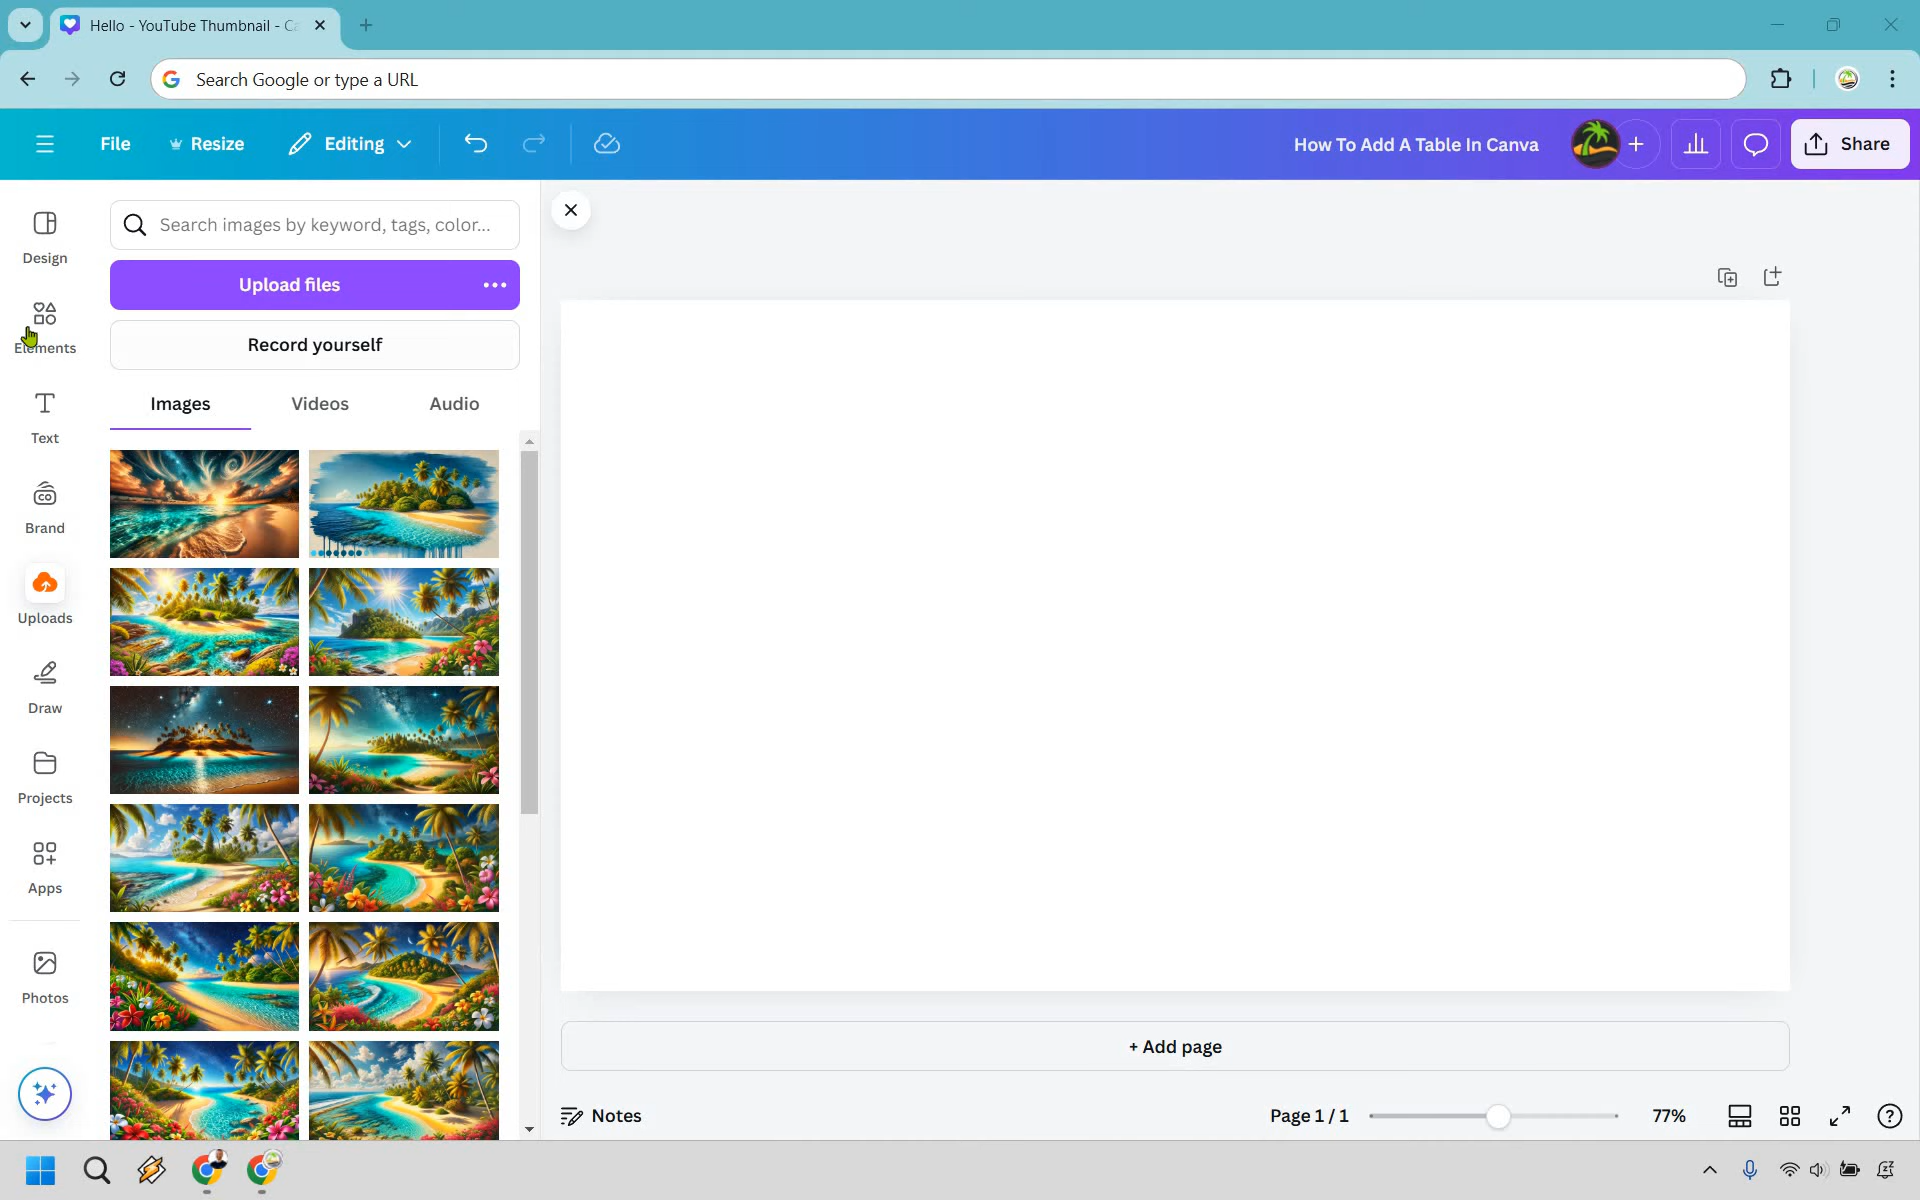 Hello - YouTube Thumbnail - Ca
Search Google or type a URL
File
Resize
Editing
How To Add A Table In Canva
Share
Design
Elements
Text
Brand
CO
Uploads
Draw
Projects
Apps
Photos
Search images by keyword, tags, color...
Upload files
Record yourself
Images
Videos
Audio
+ Add page
Notes
Page 1 / 1
77%